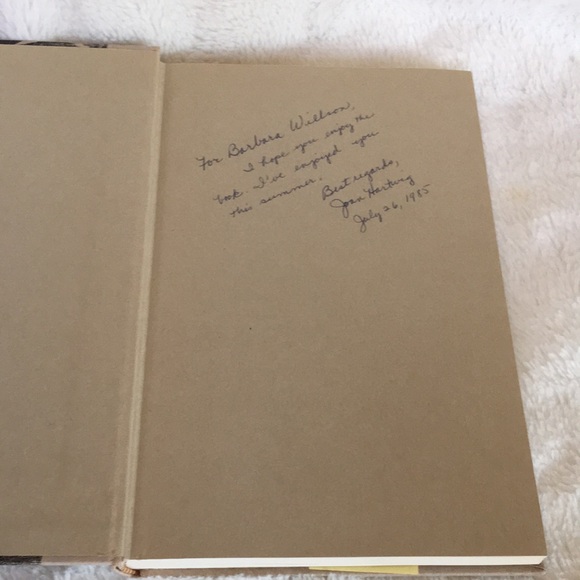 For Barbara Willson,
I hope you enjoy the
book. I've enjoyed you
this summer.
Best regards,
Joan Hartwig
July 26, 1985